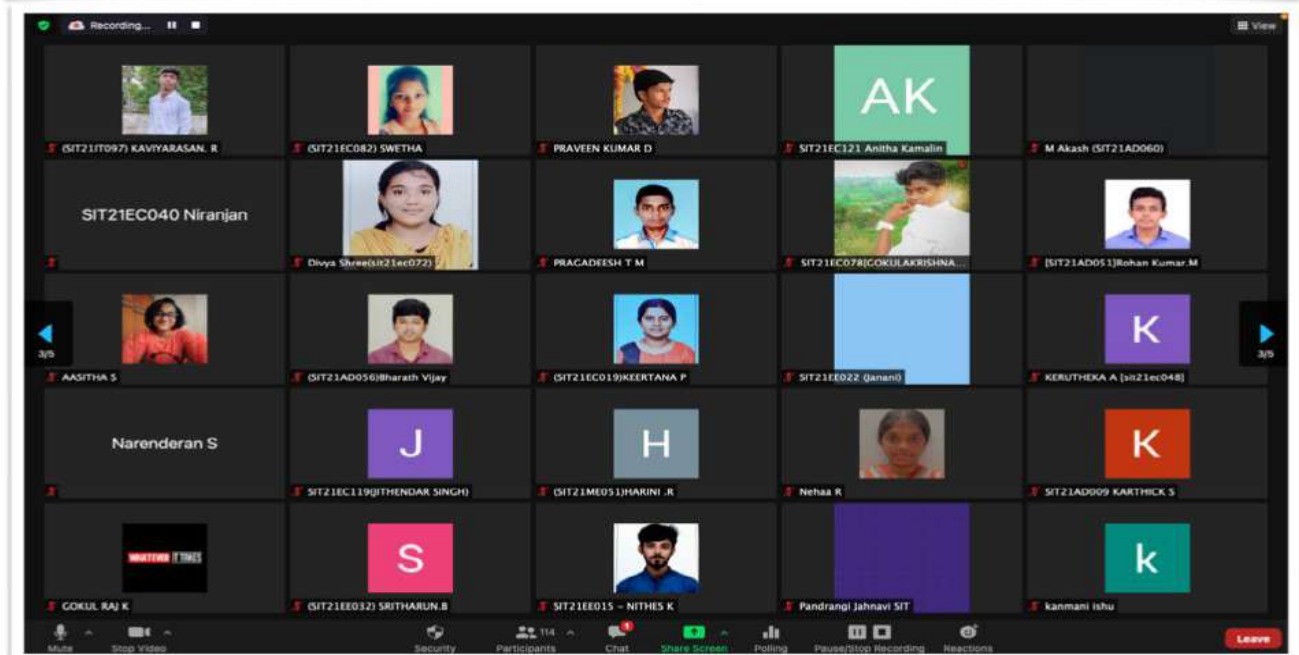 Recording...
View
AK
(SIT21IT097) KAVIYARASAN. R
(SIT21EC082) SWETHA
PRAVEEN KUMAR D
SIT21EC121 Anitha Kamalin
M Akash (SIT21AD060)
SIT21EC040 Niranjan
Divya Shree(sit21ec072)
PRAGADEESH T M
SIT21EC078[GOKULAKRISHNA...
[SIT21AD051]Rohan Kumar.M
3/5
K
3/5
AASITHA S
(SIT21AD056)Bharath Vijay
(SIT21EC019)KEERTANA P
SIT21EE022 (Janani)
KERUTHEKA A [sit21ec048]
Narenderan S
J
H
K
SIT21EC119(JITHENDAR SINGH)
(SIT21ME051)HARINI .R
Nehaa R
SIT21AD009 KARTHICK S
WHATEVER IT TAKES
S
k
GOKUL RAJ K
(SIT21EE032) SRITHARUN.B
SIT21EE015 – NITHES K
Pandrangi Jahnavi SIT
kanmani ishu
Mute
Stop Video
Security
Participants
114
Chat
1
Share Screen
Polling
Pause/Stop Recording
Reactions
Leave